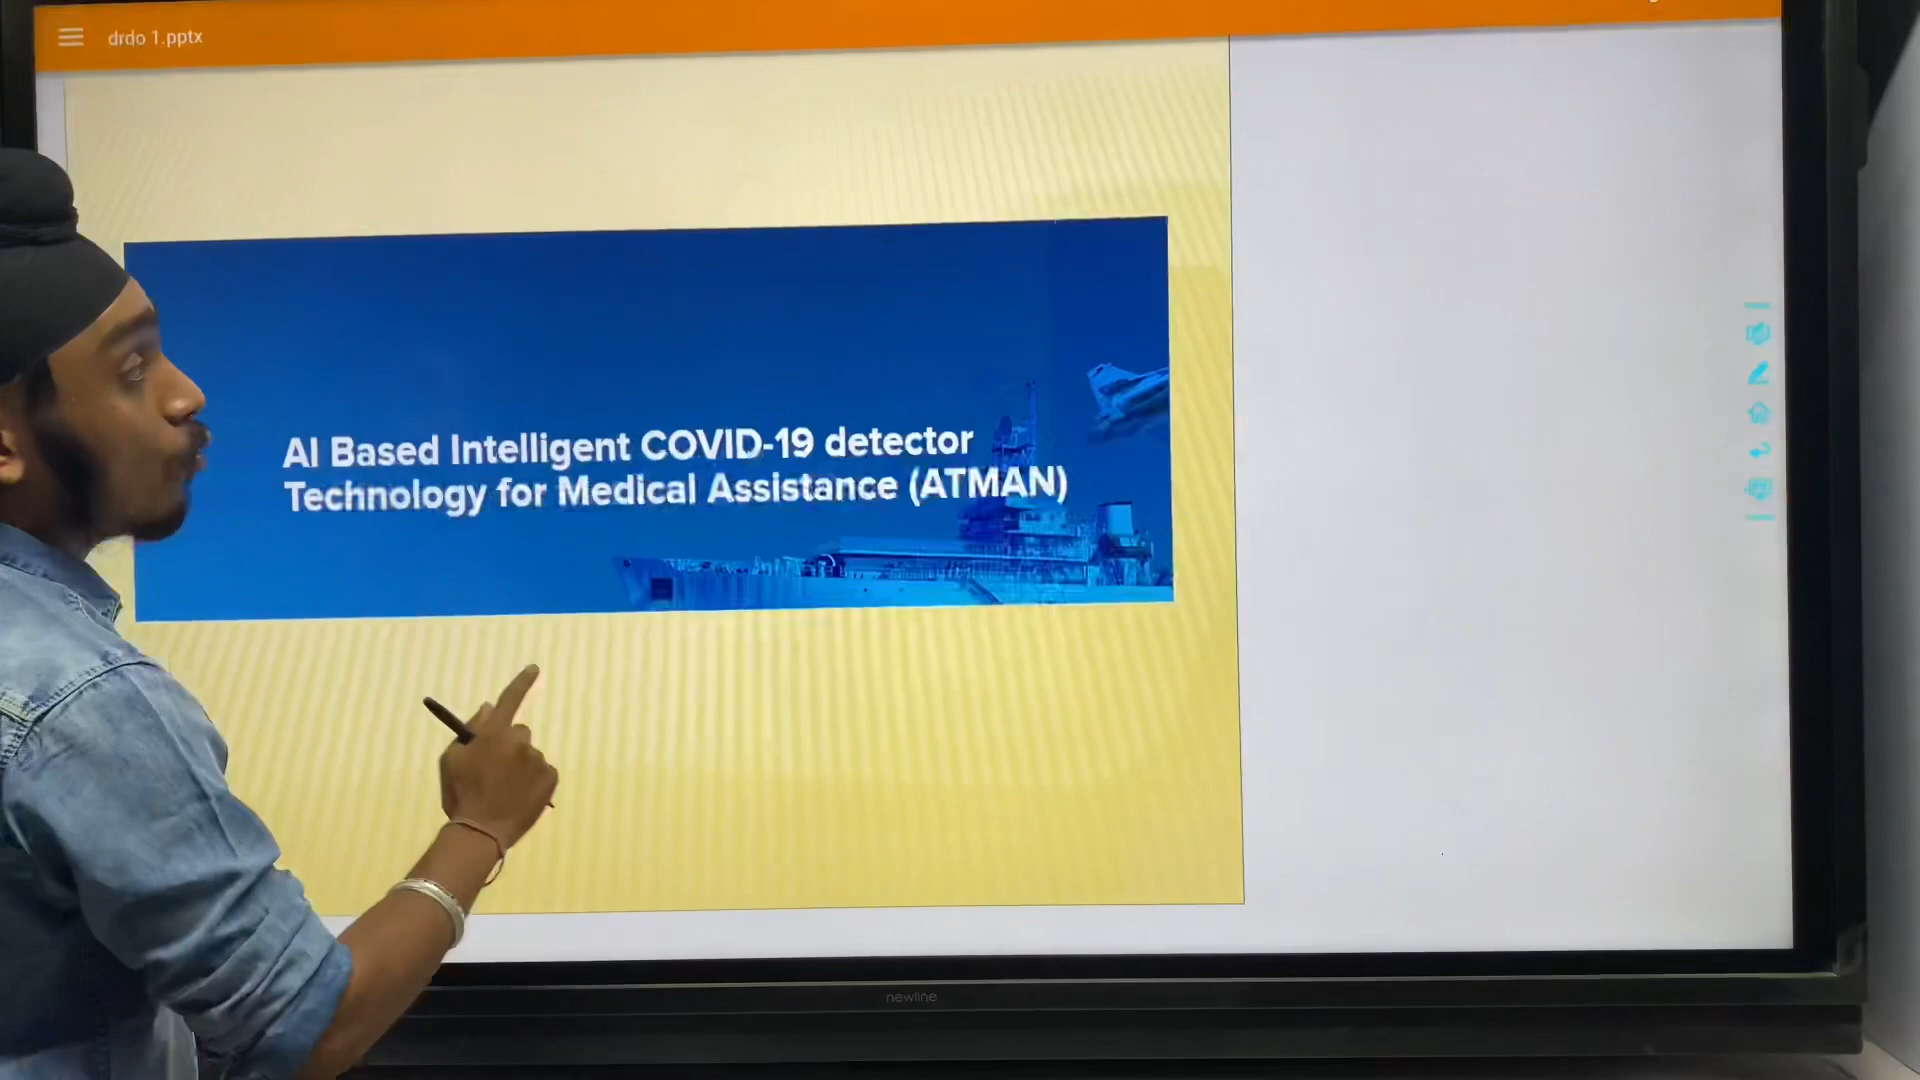 drdo 1.pptx
AI Based Intelligent COVID-19 detector
Technology for Medical Assistance (ATMAN)
newline